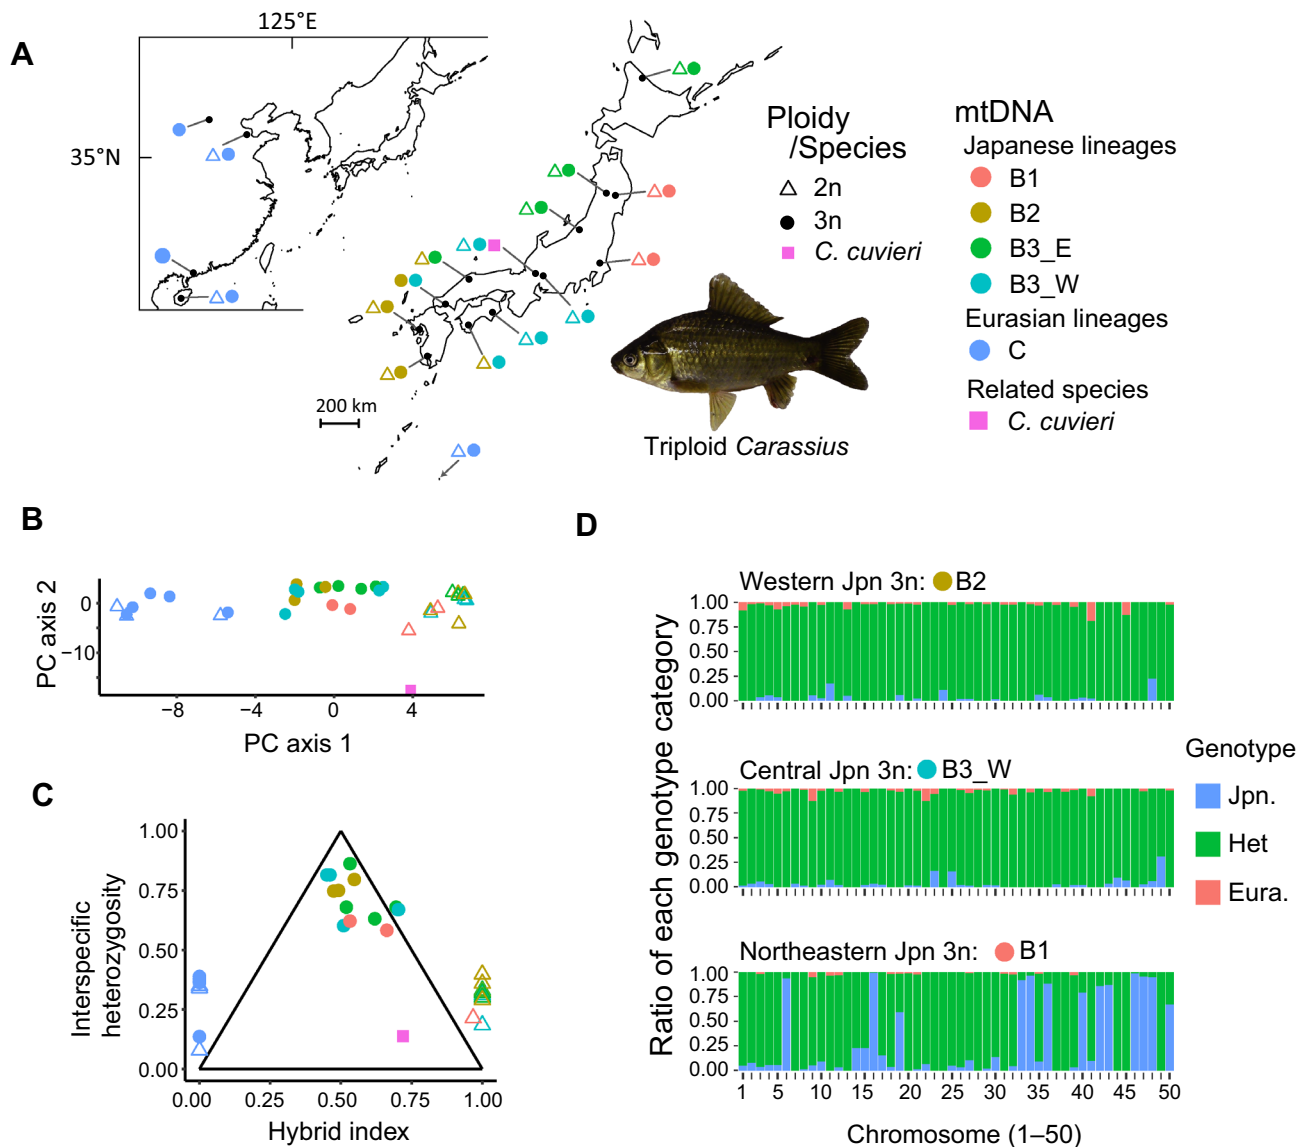 A
125°E
35°N
200 km
Ploidy
/Species
2n
3n
C. cuvieri
mtDNA
Japanese lineages
B1
B2
B3_E
B3_W
Eurasian lineages
C
Related species
C. cuvieri
Triploid Carassius
B
PC axis 2
0
−10
−8
−4
0
4
PC axis 1
C
Interspecific
heterozygosity
1.00
0.75
0.50
0.25
0.00
0.00
0.25
0.50
0.75
1.00
Hybrid index
D
Ratio of each genotype category
Western Jpn 3n: B2
1.00
0.75
0.50
0.25
0.00
Central Jpn 3n: B3_W
1.00
0.75
0.50
0.25
0.00
Northeastern Jpn 3n: B1
1.00
0.75
0.50
0.25
0.00
1
5
10
15
20
25
30
35
40
45
50
Chromosome (1–50)
Genotype
Jpn.
Het
Eura.